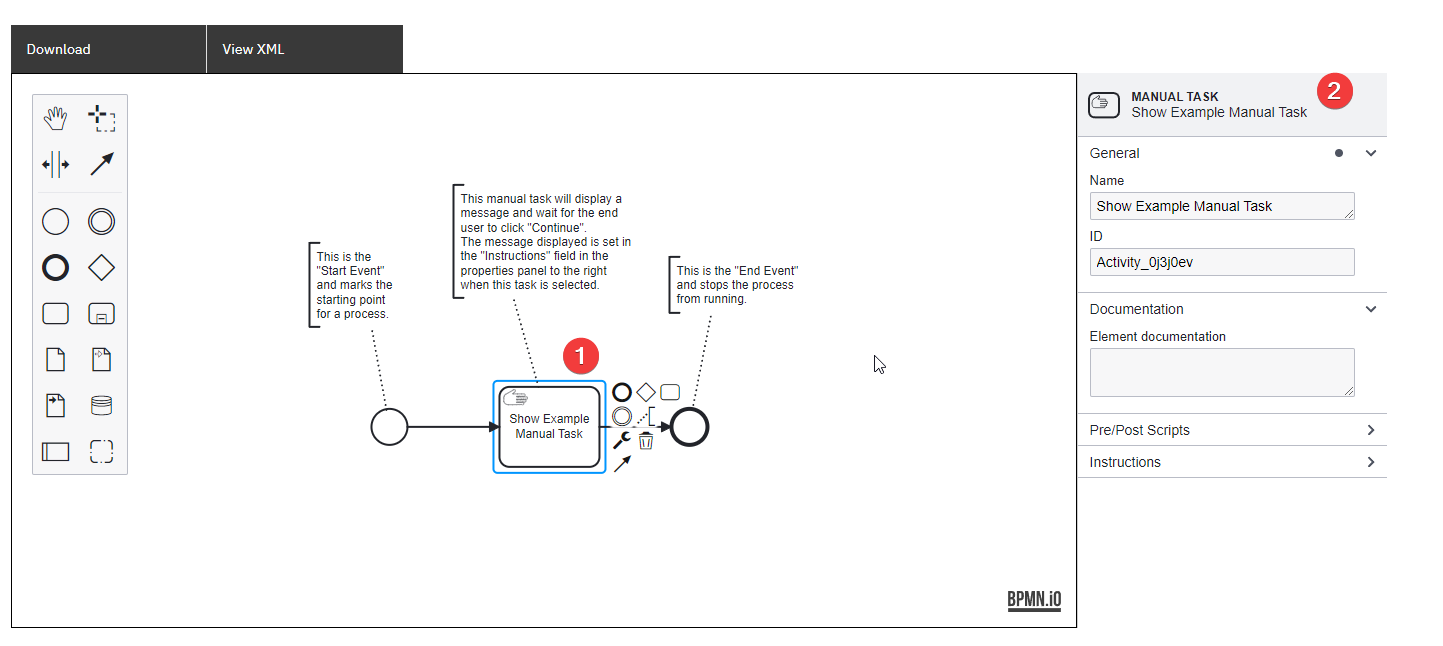 Download
View XML
2
MANUAL TASK
Show Example Manual Task
General
Name
Show Example Manual Task
ID
Activity_0j3j0ev
Documentation
Element documentation
Pre/Post Scripts
Instructions
This is the
"Start Event"
and marks the
starting point
for a process.
This manual task will display a
message and wait for the end
user to click "Continue".
The message displayed is set in
the "Instructions" field in the
properties panel to the right
when this task is selected.
This is the "End Event"
and stops the process
from running.
1
Show Example
Manual Task
BPMN.iO